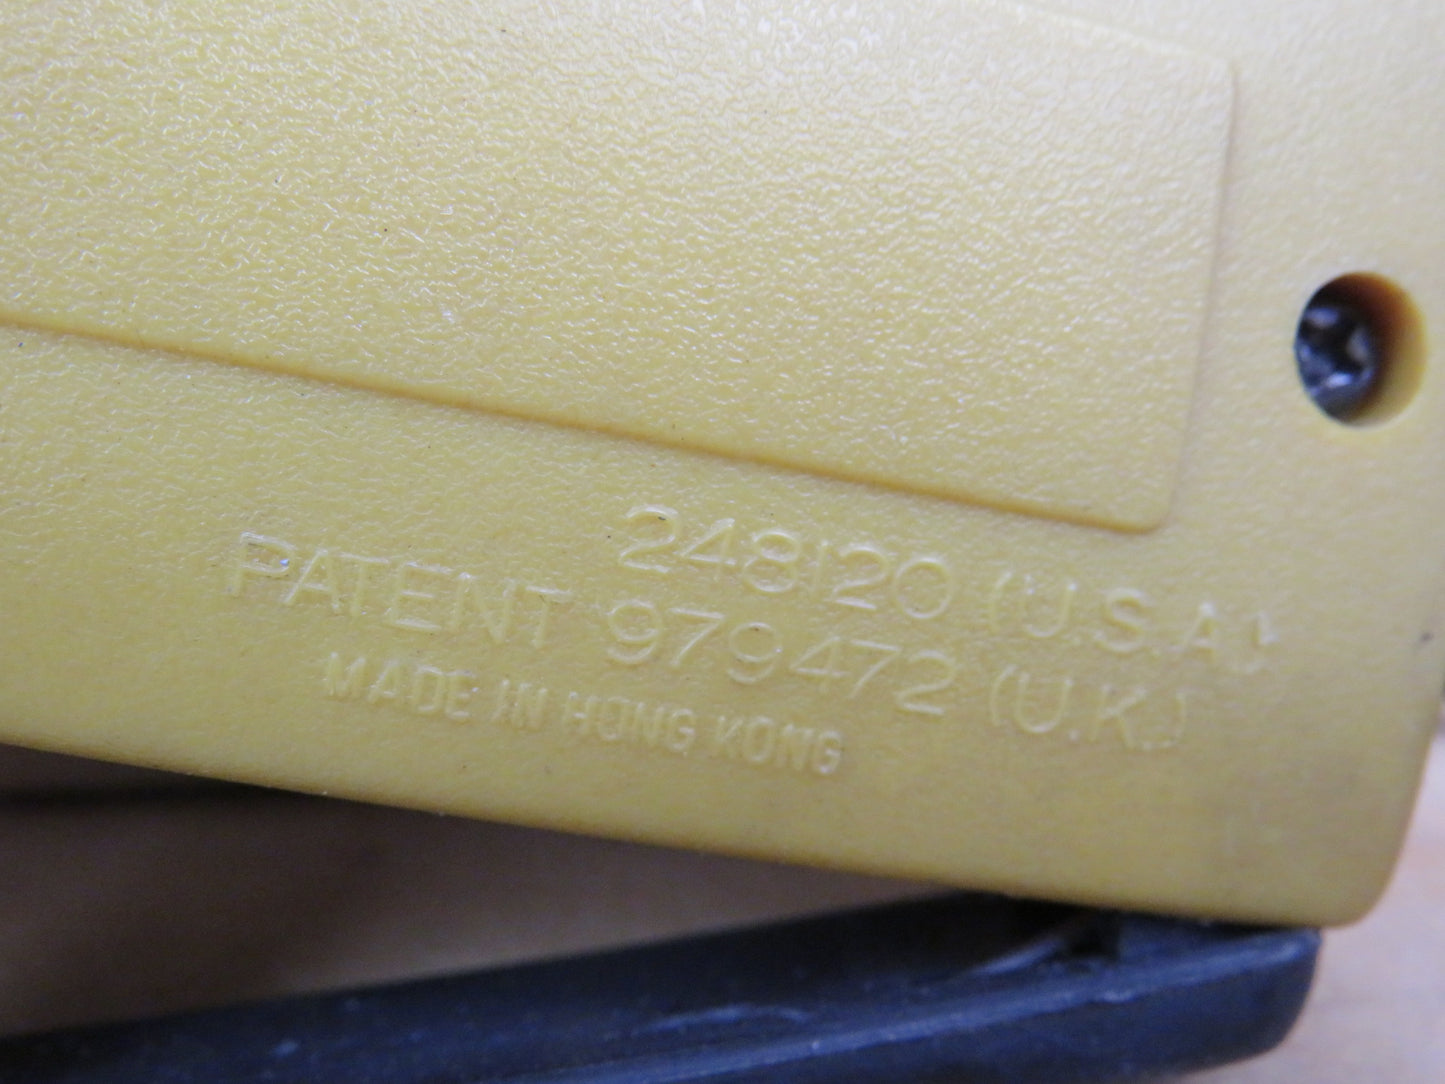 248120 (U.S.A.)
PATENT 979472 (U.K.)
MADE IN HONG KONG